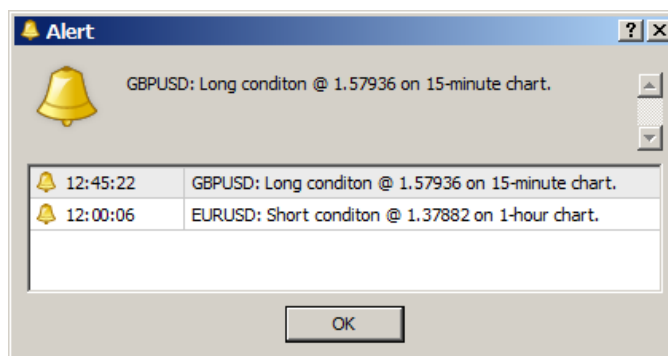 Alert
GBPUSD: Long conditon @ 1.57936 on 15-minute chart.
12:45:22 GBPUSD: Long conditon @ 1.57936 on 15-minute chart.
12:00:06 EURUSD: Short conditon @ 1.37882 on 1-hour chart.
OK